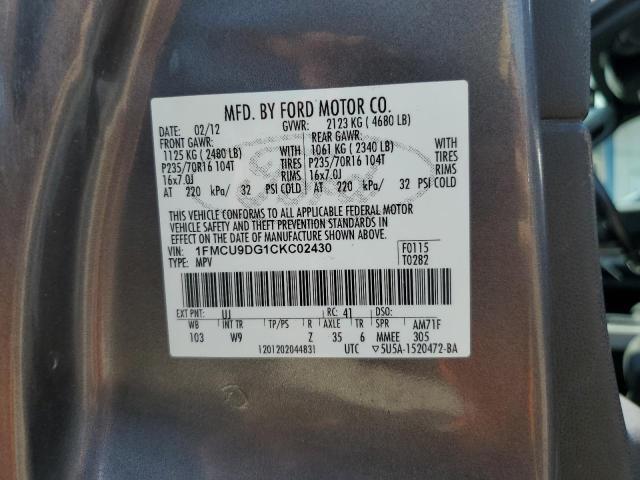 MFD. BY FORD MOTOR CO.
DATE: 02/12 GVWR: 2123 KG ( 4680 LB)
FRONT GAWR: REAR GAWR:
1125 KG ( 2480 LB) WITH 1061 KG ( 2340 LB) WITH
P235/70R16 104T TIRES P235/70R16 104T TIRES
16x7.0J RIMS 16x7.0J RIMS
AT 220 kPa/ 32 PSI COLD AT 220 kPa/ 32 PSI COLD
THIS VEHICLE CONFORMS TO ALL APPLICABLE FEDERAL MOTOR
VEHICLE SAFETY AND THEFT PREVENTION STANDARDS IN
EFFECT ON THE DATE OF MANUFACTURE SHOWN ABOVE.
VIN: 1FMCU9DG1CKC02430 F0115
TYPE: MPV T0282
EXT PNT: UJ RC: 41 DSO:
WB INT TR TP/PS R AXLE TR SPR AM71F
103 W9 Z 35 6 MMEE 305
1201202044831 UTC ▽5U5A-1520472-BA
Ford